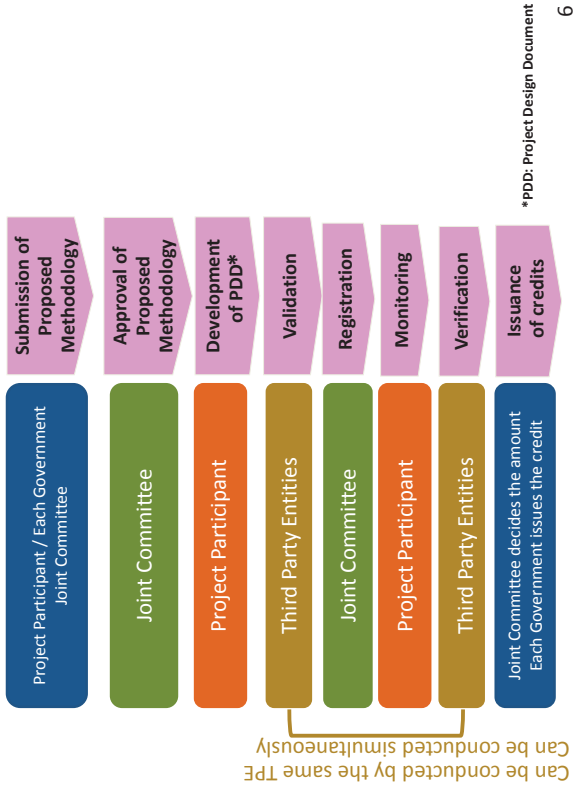 Submission of
Proposed
Methodology
Project Participant / Each Government
Joint Committee
Approval of
Proposed
Methodology
Joint Committee
Development
of PDD*
Project Participant
Validation
Third Party Entities
Registration
Joint Committee
Monitoring
Project Participant
Verification
Third Party Entities
Issuance
of credits
Joint Committee decides the amount
Each Government issues the credit
Can be conducted by the same TPE
Can be conducted simultaneously
*PDD: Project Design Document
6